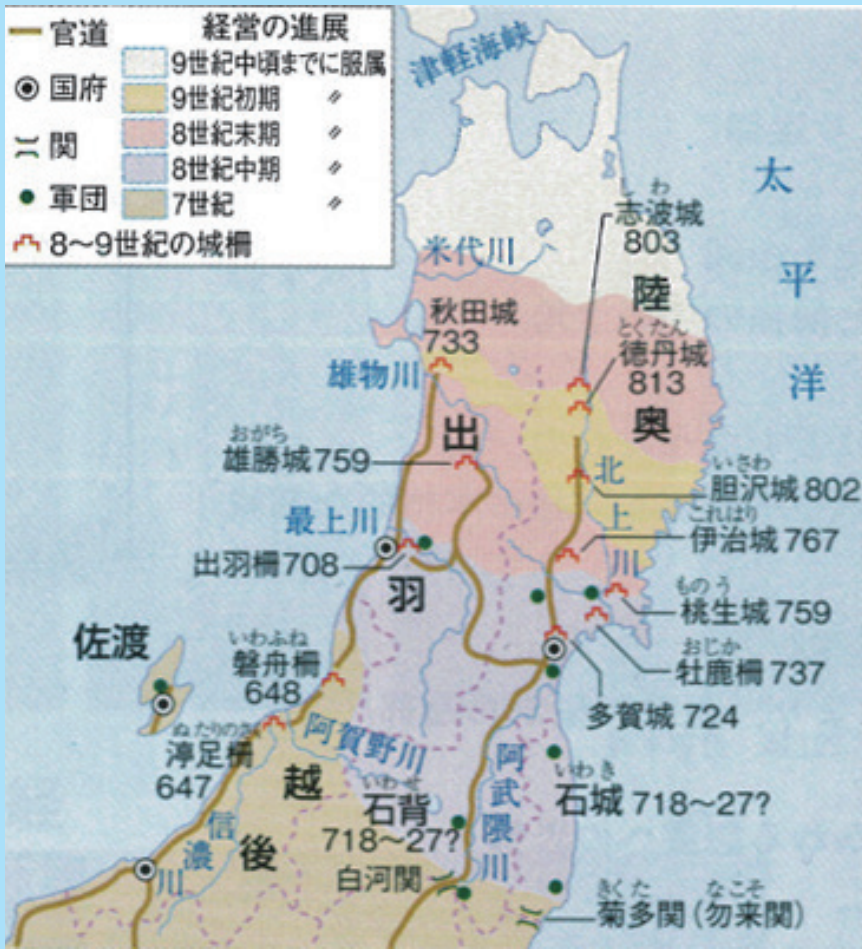 官道
国府
関
軍団
8〜9世紀の城柵
経営の進展
9世紀中頃までに服属
9世紀初期 〃
8世紀末期 〃
8世紀中期 〃
7世紀 〃
津軽海峡
太平洋
しわ
志波城
803
米代川
陸
秋田城
733
とくたん
徳丹城
813
雄物川
奥
出
おがち
雄勝城759
北上川
いさわ
胆沢城802
これはり
伊治城767
最上川
出羽柵708
羽
ものう
桃生城759
佐渡
いわふね
磐舟柵
648
おじか
牡鹿柵737
多賀城724
ぬたりのさく
渟足柵
647
阿賀野川
越
後
いわせ
石背
718〜27?
阿武隈川
いわき
石城 718〜27?
信濃川
白河関
きくた なこそ
菊多関(勿来関)